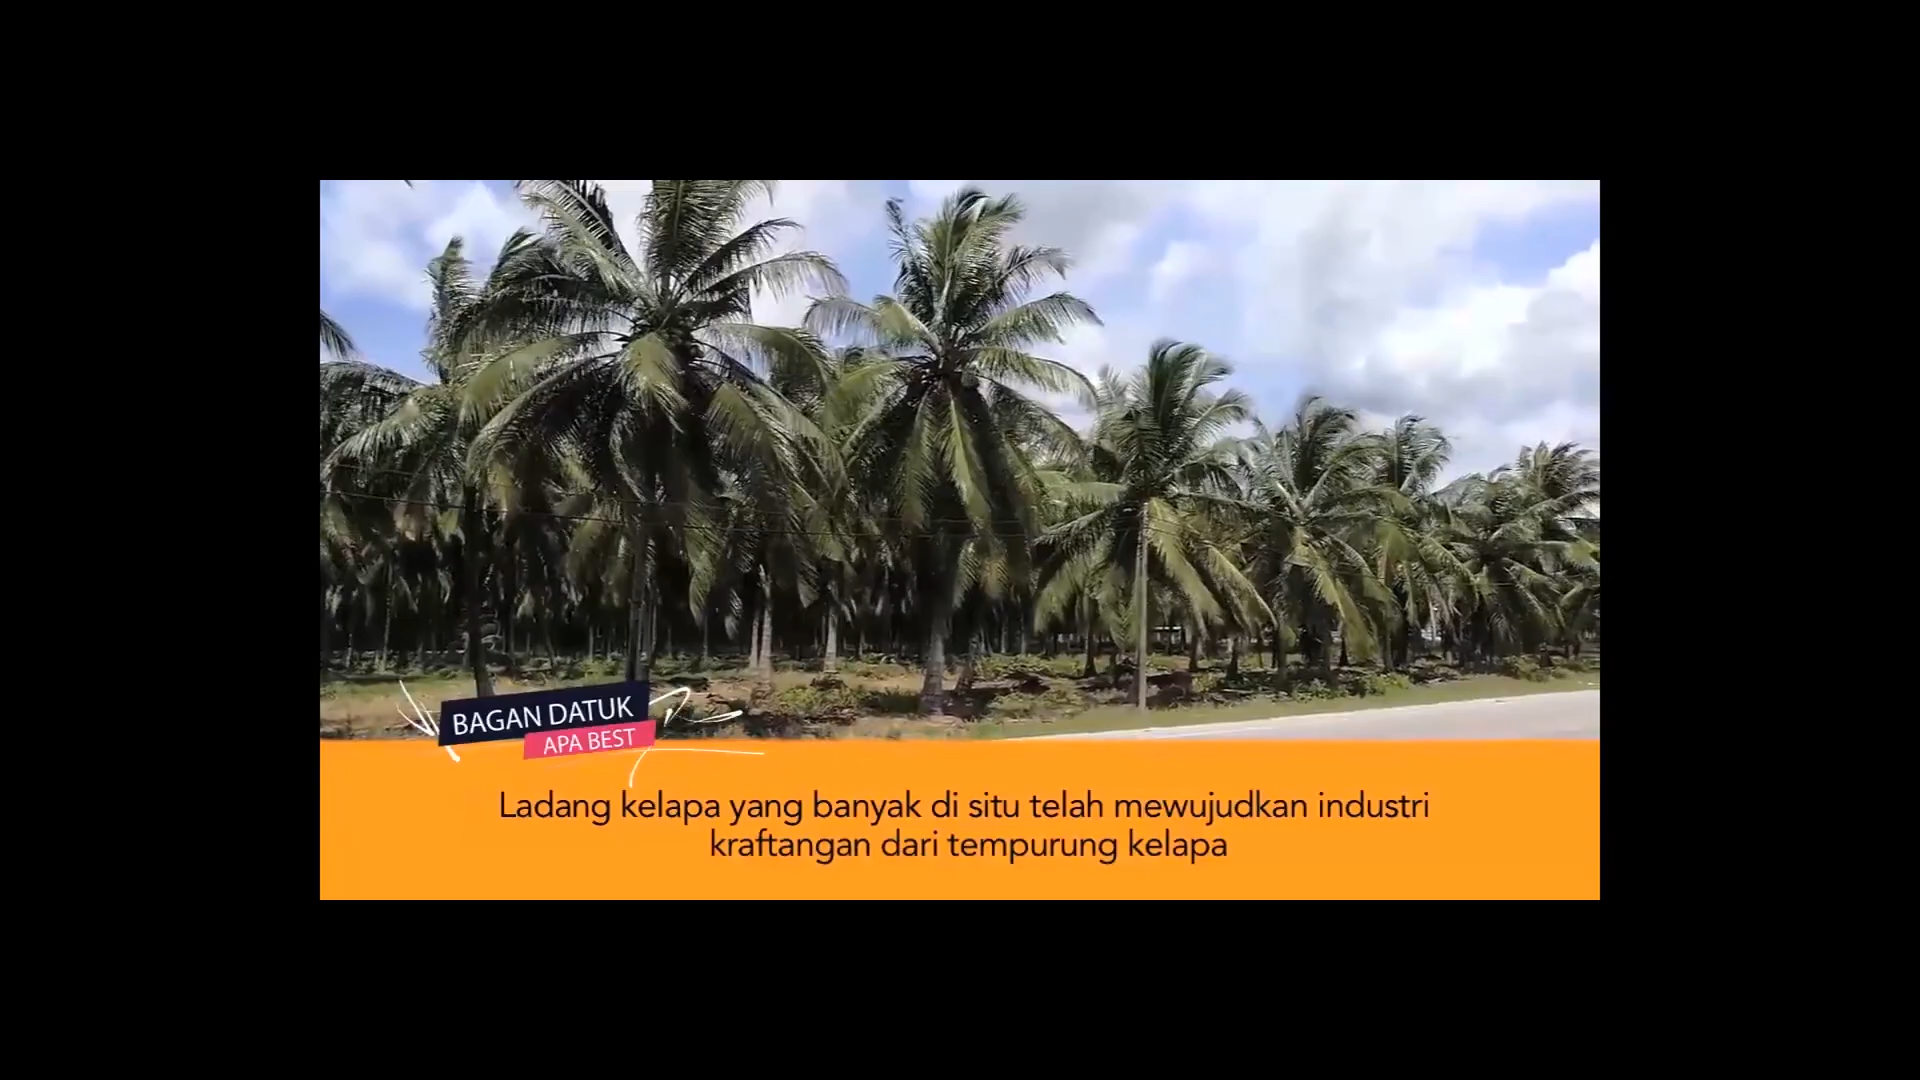 BAGAN DATUK
APA BEST
Ladang kelapa yang banyak di situ telah mewujudkan industri
kraftangan dari tempurung kelapa